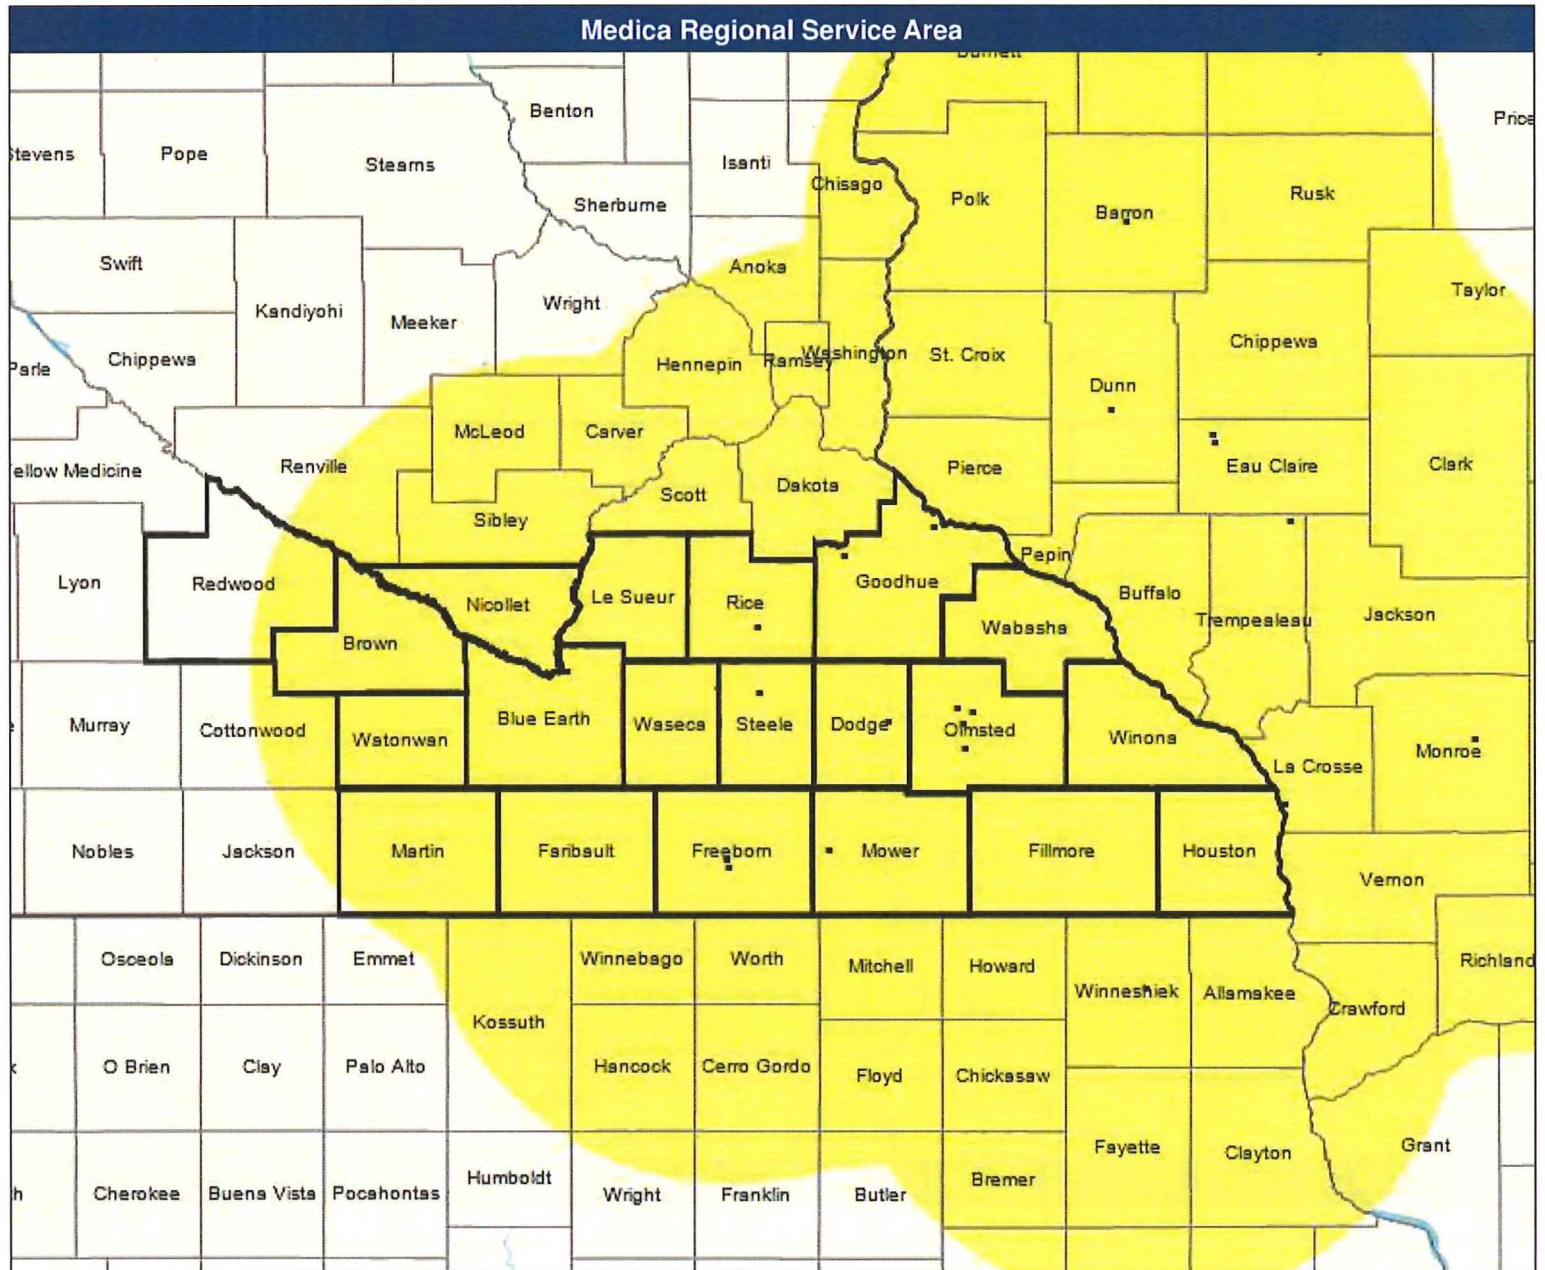 Medica Regional Service Area
Burnett
Benton
Price
Stevens
Pope
Stearns
Isanti
Chisago
Polk
Barron
Rusk
Sherburne
Swift
Anoka
Taylor
Kandiyohi
Meeker
Wright
Chippewa
Parle
Hennepin
Ramsey
Washington
St. Croix
Chippewa
Dunn
McLeod
Carver
Yellow Medicine
Renville
Scott
Dakota
Pierce
Eau Claire
Clark
Sibley
Pepin
Lyon
Redwood
Nicollet
Le Sueur
Rice
Goodhue
Buffalo
Trempealeau
Jackson
Brown
Wabasha
Murray
Cottonwood
Watonwan
Blue Earth
Waseca
Steele
Dodge
Olmsted
Winona
La Crosse
Monroe
Nobles
Jackson
Martin
Faribault
Freeborn
Mower
Fillmore
Houston
Vernon
Osceola
Dickinson
Emmet
Winnebago
Worth
Mitchell
Howard
Winneshiek
Allamakee
Crawford
Richland
Kossuth
O Brien
Clay
Palo Alto
Hancock
Cerro Gordo
Floyd
Chickasaw
Fayette
Clayton
Grant
Cherokee
Buena Vista
Pocahontas
Humboldt
Wright
Franklin
Butler
Bremer